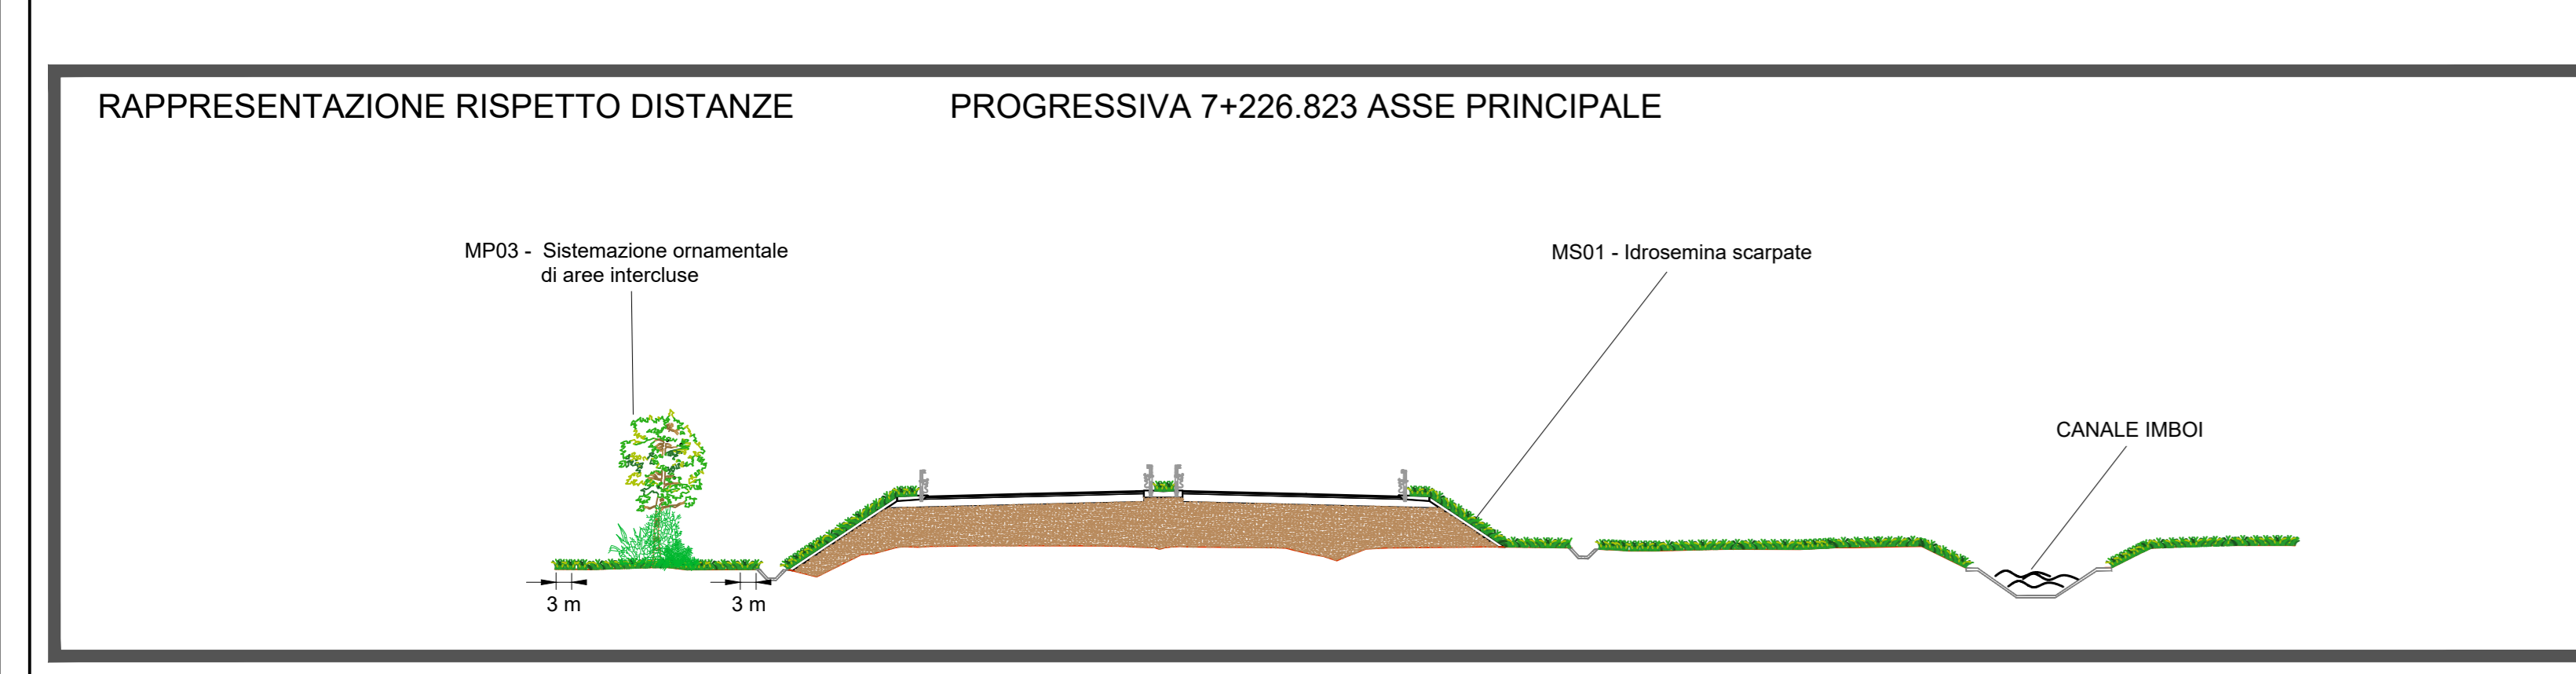 RAPPRESENTAZIONE RISPETTO DISTANZE
PROGRESSIVA 7+226.823 ASSE PRINCIPALE
MP03 - Sistemazione ornamentale
di aree intercluse
MS01 - Idrosemina scarpate
CANALE IMBOI
3 m
3 m